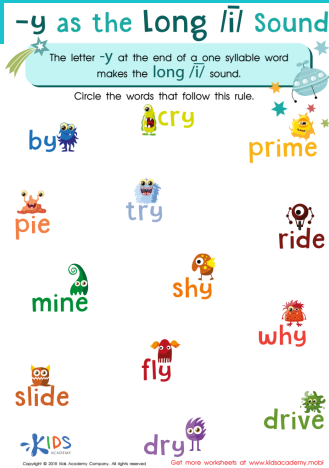 -y as the Long /ī/ Sound
The letter -y at the end of a one syllable word
makes the long /ī/ sound.
Circle the words that follow this rule.
cry
by
prime
try
pie
ride
shy
mine
why
fly
slide
drive
dry
KIDS
ACADEMY
Copyright © 2018 Kids Academy Company. All rights reserved
Get more worksheets at www.kidsacademy.mobi